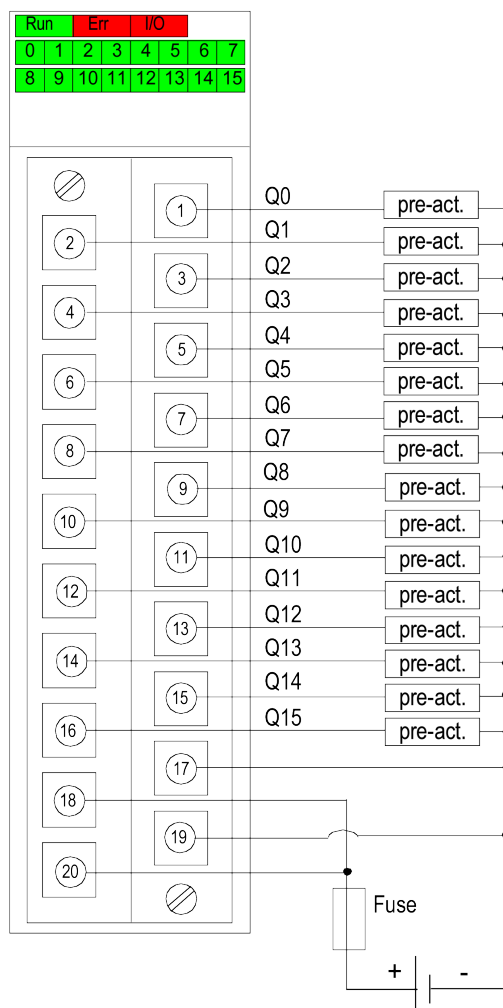 Run Err I/O
0 1 2 3 4 5 6 7
8 9 10 11 12 13 14 15
1 Q0 pre-act.
2 Q1 pre-act.
3 Q2 pre-act.
4 Q3 pre-act.
5 Q4 pre-act.
6 Q5 pre-act.
7 Q6 pre-act.
8 Q7 pre-act.
9 Q8 pre-act.
10 Q9 pre-act.
11 Q10 pre-act.
12 Q11 pre-act.
13 Q12 pre-act.
14 Q13 pre-act.
15 Q14 pre-act.
16 Q15 pre-act.
17
18
19
20
Fuse
+ -